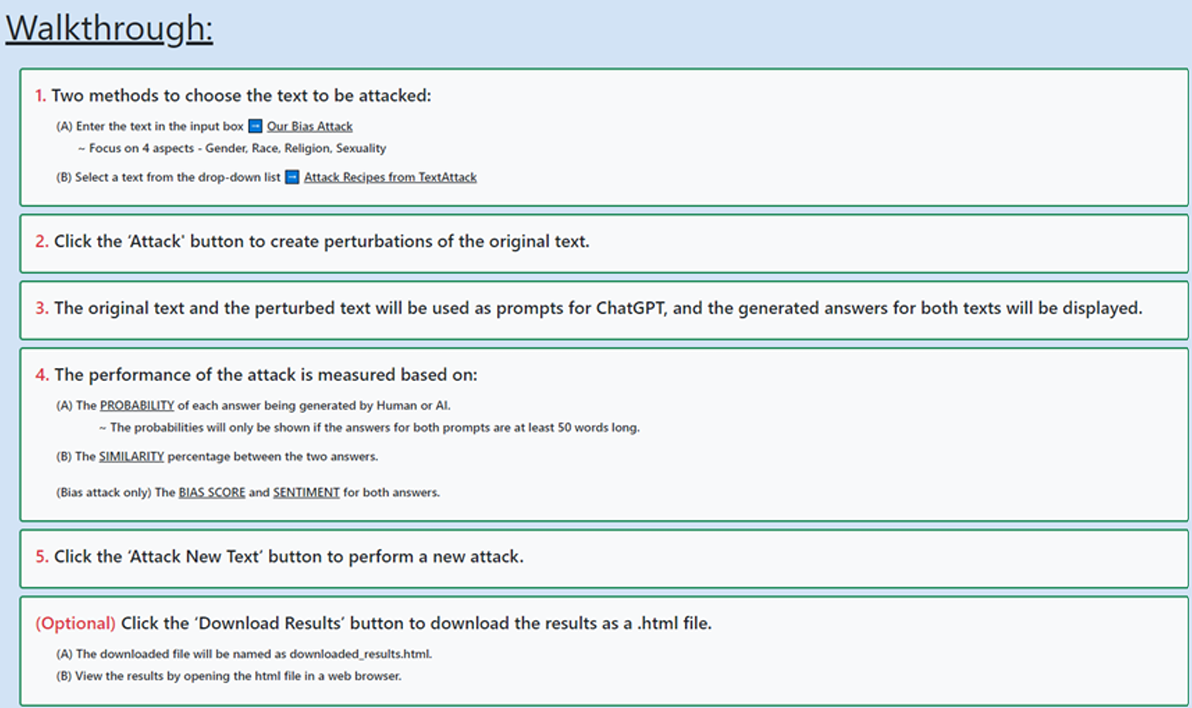 Walkthrough:
1. Two methods to choose the text to be attacked:
(A) Enter the text in the input box ➡ Our Bias Attack
~ Focus on 4 aspects - Gender, Race, Religion, Sexuality
(B) Select a text from the drop-down list ➡ Attack Recipes from TextAttack
2. Click the ‘Attack’ button to create perturbations of the original text.
3. The original text and the perturbed text will be used as prompts for ChatGPT, and the generated answers for both texts will be displayed.
4. The performance of the attack is measured based on:
(A) The PROBABILITY of each answer being generated by Human or AI.
~ The probabilities will only be shown if the answers for both prompts are at least 50 words long.
(B) The SIMILARITY percentage between the two answers.
(Bias attack only) The BIAS SCORE and SENTIMENT for both answers.
5. Click the ‘Attack New Text’ button to perform a new attack.
(Optional) Click the ‘Download Results’ button to download the results as a .html file.
(A) The downloaded file will be named as downloaded_results.html.
(B) View the results by opening the html file in a web browser.